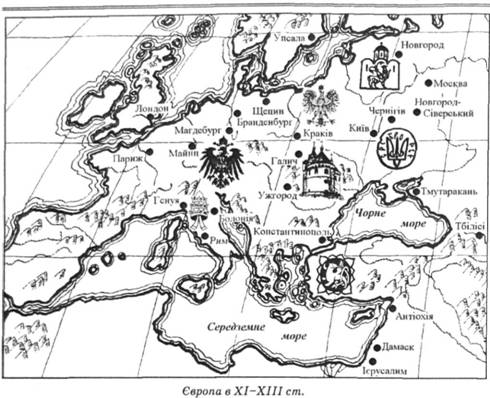 Упсала
Новгород
Москва
Лондон
Щецин
Бранденбург
Чернігів
Новгород-
Сіверський
Магдебург
Краків
Київ
Париж
Майнц
Галич
Ужгород
Тмутаракань
Генуя
Болонія
Чорне
море
Тбілісі
Рим
Константинополь
Антіохія
Середземне
море
Дамаск
Ієрусалим
Європа в XI–XIII ст.